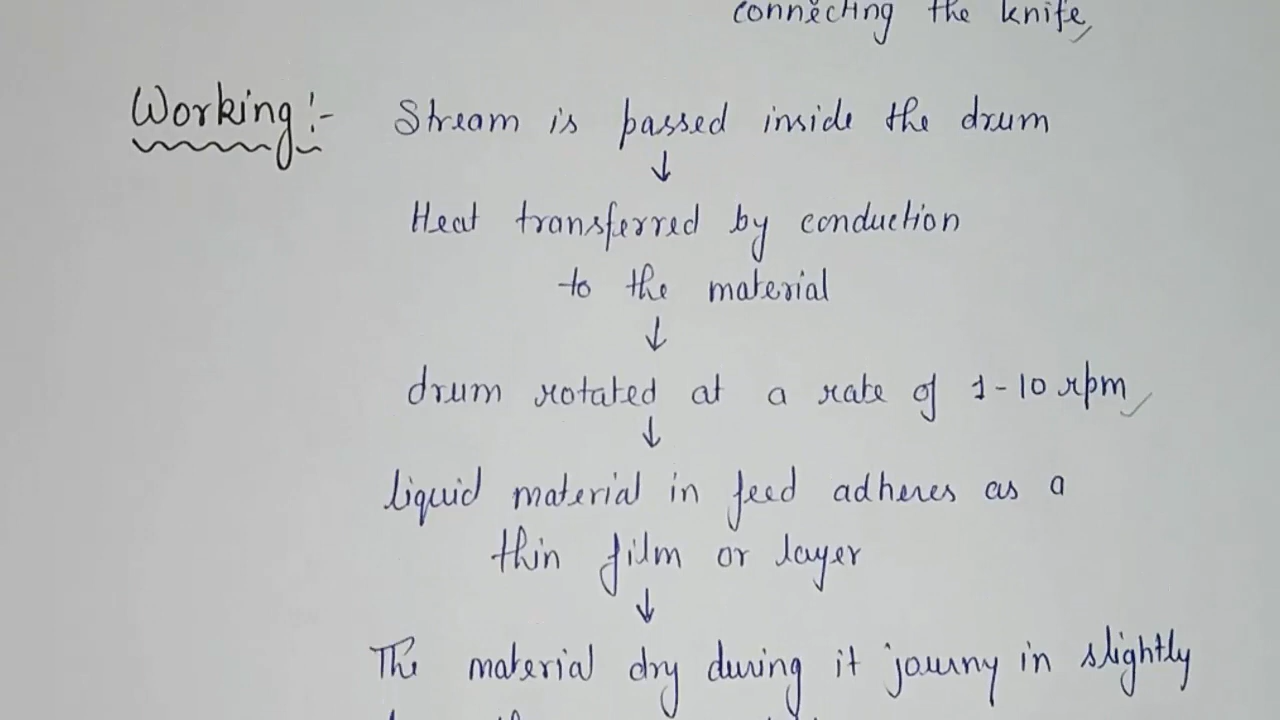 connecting the knife
Working:- Stream is passed inside the drum
↓
Heat transferred by conduction
to the material
↓
drum rotated at a rate of 1-10 rpm
↓
liquid material in feed adheres as a
thin film or layer
↓
The material dry during it journy in slightly